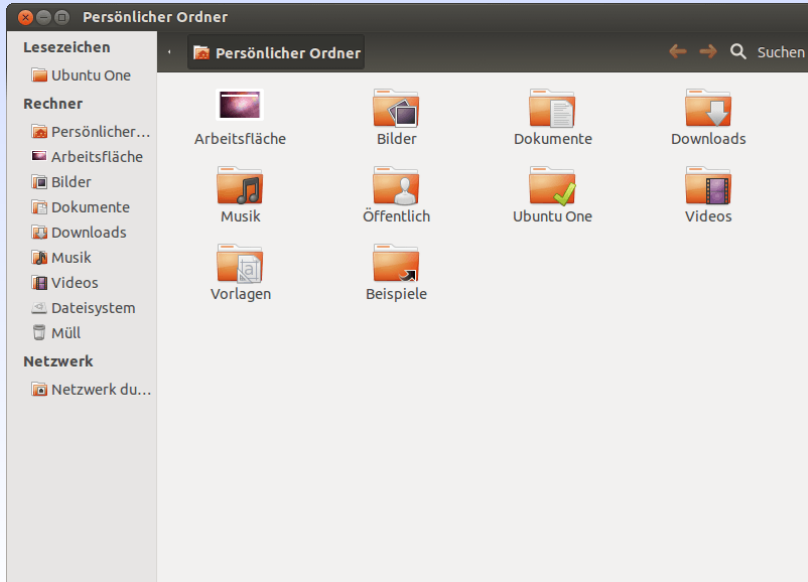 Persönlicher Ordner
Lesezeichen
Ubuntu One
Rechner
Persönlicher...
Arbeitsfläche
Bilder
Dokumente
Downloads
Musik
Videos
Dateisystem
Müll
Netzwerk
Netzwerk du...
Persönlicher Ordner
Suchen
Arbeitsfläche
Bilder
Dokumente
Downloads
Musik
Öffentlich
Ubuntu One
Videos
Vorlagen
Beispiele